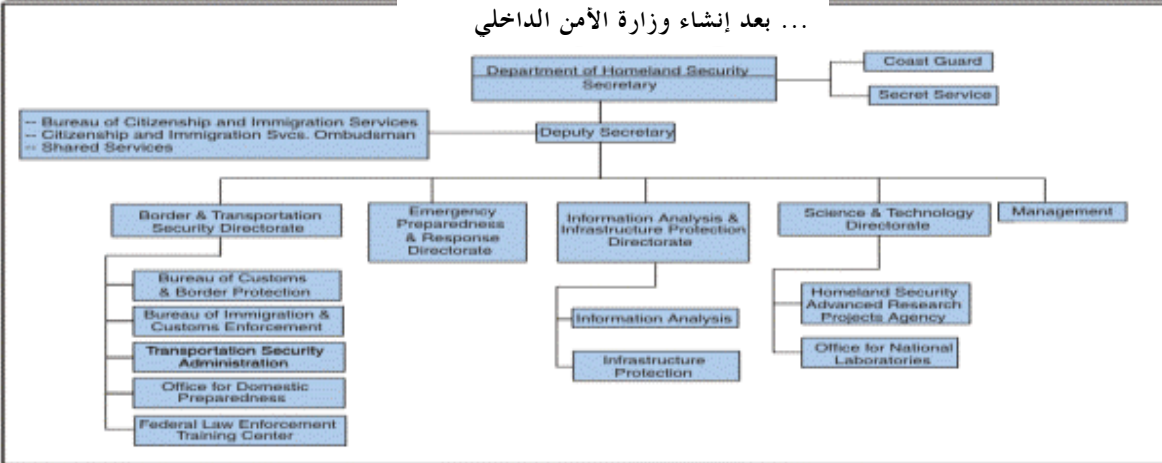 ... بعد إنشاء وزارة الأمن الداخلي
Department of Homeland Security
Secretary
Coast Guard
Secret Service
-- Bureau of Citizenship and Immigration Services
-- Citizenship and Immigration Svcs. Ombudsman
-- Shared Services
Deputy Secretary
Border & Transportation
Security Directorate
Emergency
Preparedness
& Response
Directorate
Information Analysis &
Infrastructure Protection
Directorate
Science & Technology
Directorate
Management
Bureau of Customs
& Border Protection
Bureau of Immigration &
Customs Enforcement
Transportation Security
Administration
Office for Domestic
Preparedness
Federal Law Enforcement
Training Center
Information Analysis
Infrastructure
Protection
Homeland Security
Advanced Research
Projects Agency
Office for National
Laboratories